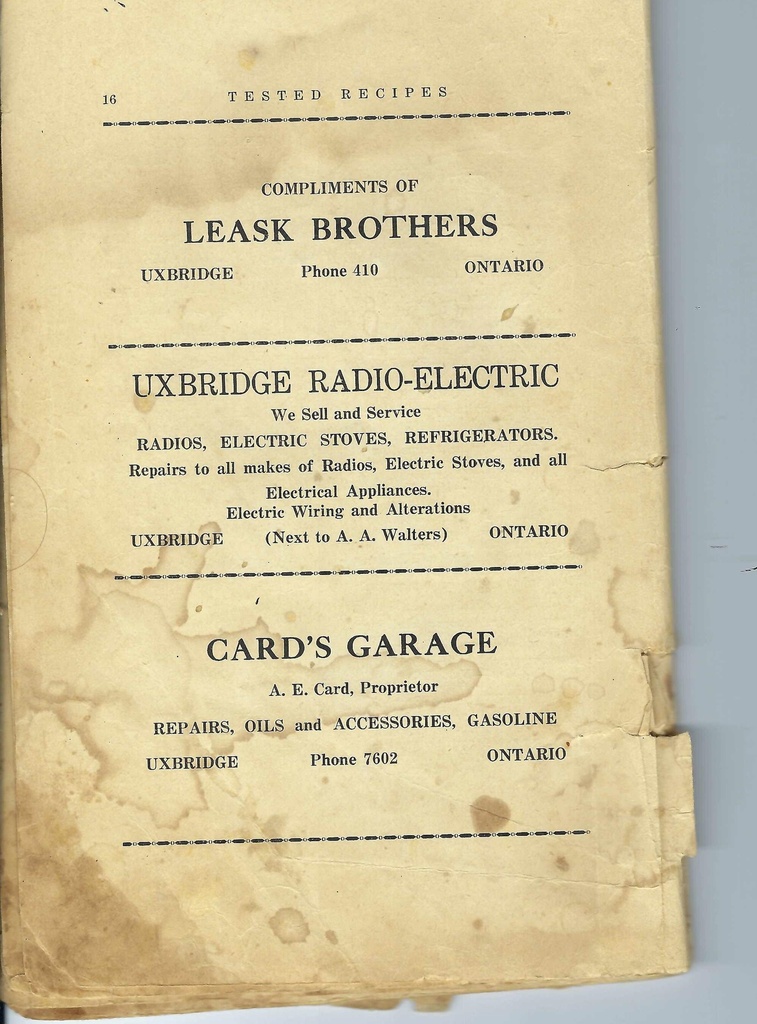 16 TESTED RECIPES
COMPLIMENTS OF
LEASK BROTHERS
UXBRIDGE Phone 410 ONTARIO
UXBRIDGE RADIO-ELECTRIC
We Sell and Service
RADIOS, ELECTRIC STOVES, REFRIGERATORS.
Repairs to all makes of Radios, Electric Stoves, and all
Electrical Appliances.
Electric Wiring and Alterations
UXBRIDGE (Next to A. A. Walters) ONTARIO
CARD'S GARAGE
A. E. Card, Proprietor
REPAIRS, OILS and ACCESSORIES, GASOLINE
UXBRIDGE Phone 7602 ONTARIO